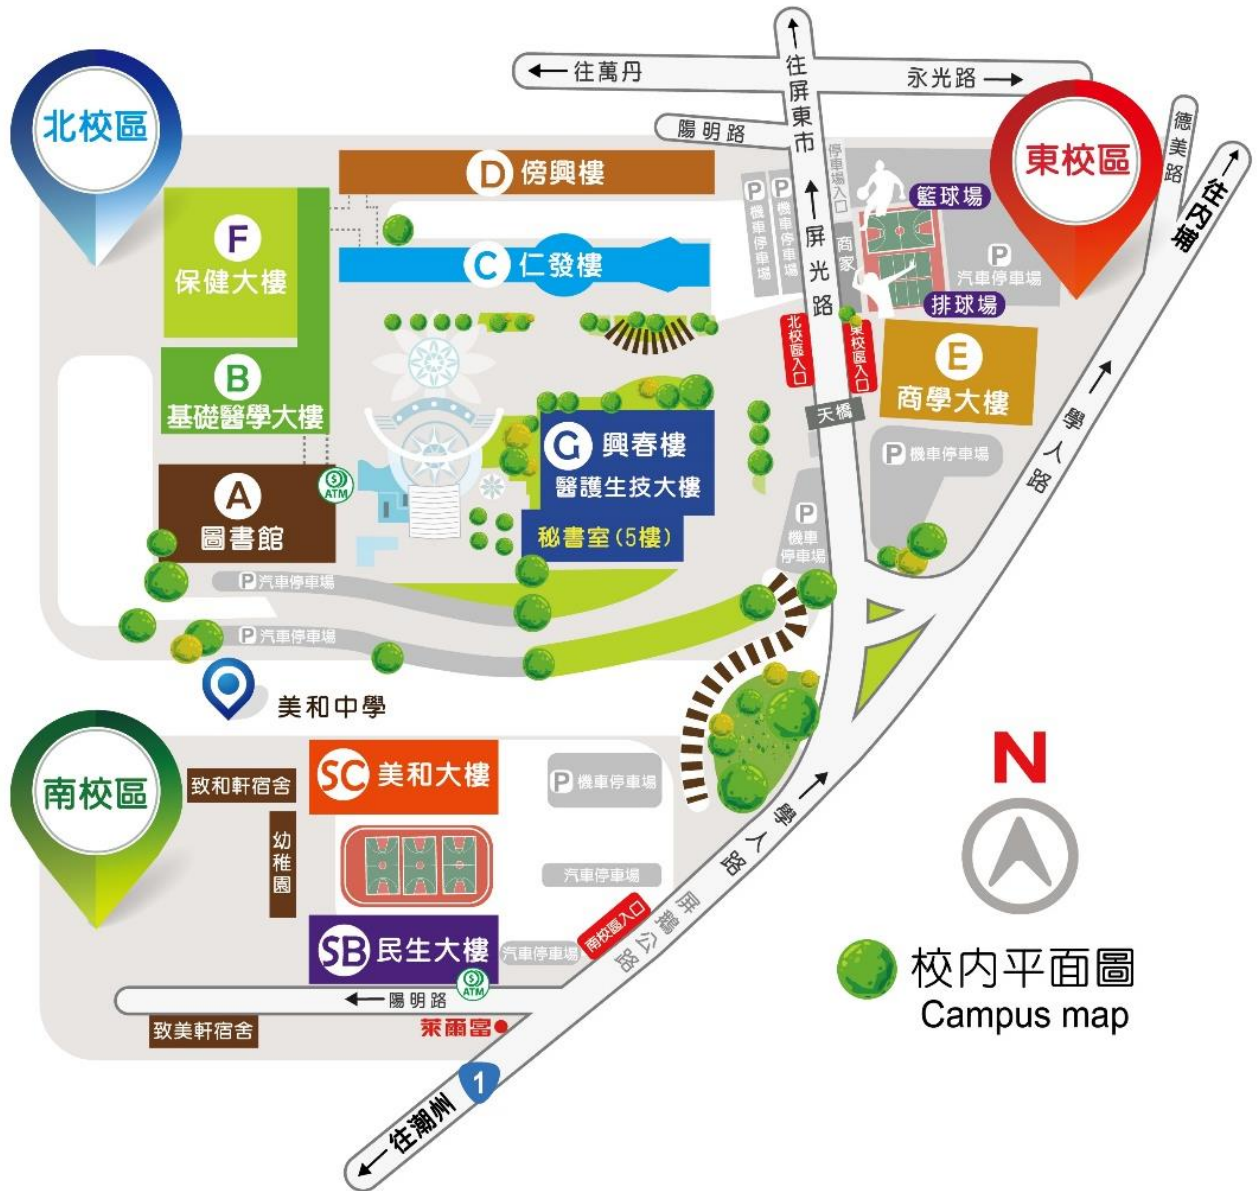 往萬丹
永光路
往屏東市
陽明路
德美路
往內埔
北校區
東校區
D 傍興樓
停車場入口
籃球場
P 機車停車場
P 機車停車場
屏光路
商家
F
保健大樓
C 仁發樓
P
汽車停車場
排球場
北校區入口
東校區入口
E
商學大樓
B
基礎醫學大樓
天橋
學人路
G 興春樓
醫護生技大樓
秘書室(5樓)
P 機車停車場
ATM
A
圖書館
P
機車
停車場
P 汽車停車場
P 汽車停車場
美和中學
南校區
致和軒宿舍
SC 美和大樓
P 機車停車場
N
幼稚園
學人路
汽車停車場
屏鵝公路
南校區入口
SB 民生大樓
汽車停車場
ATM
陽明路
致美軒宿舍
萊爾富
1
往潮州
校內平面圖
Campus map